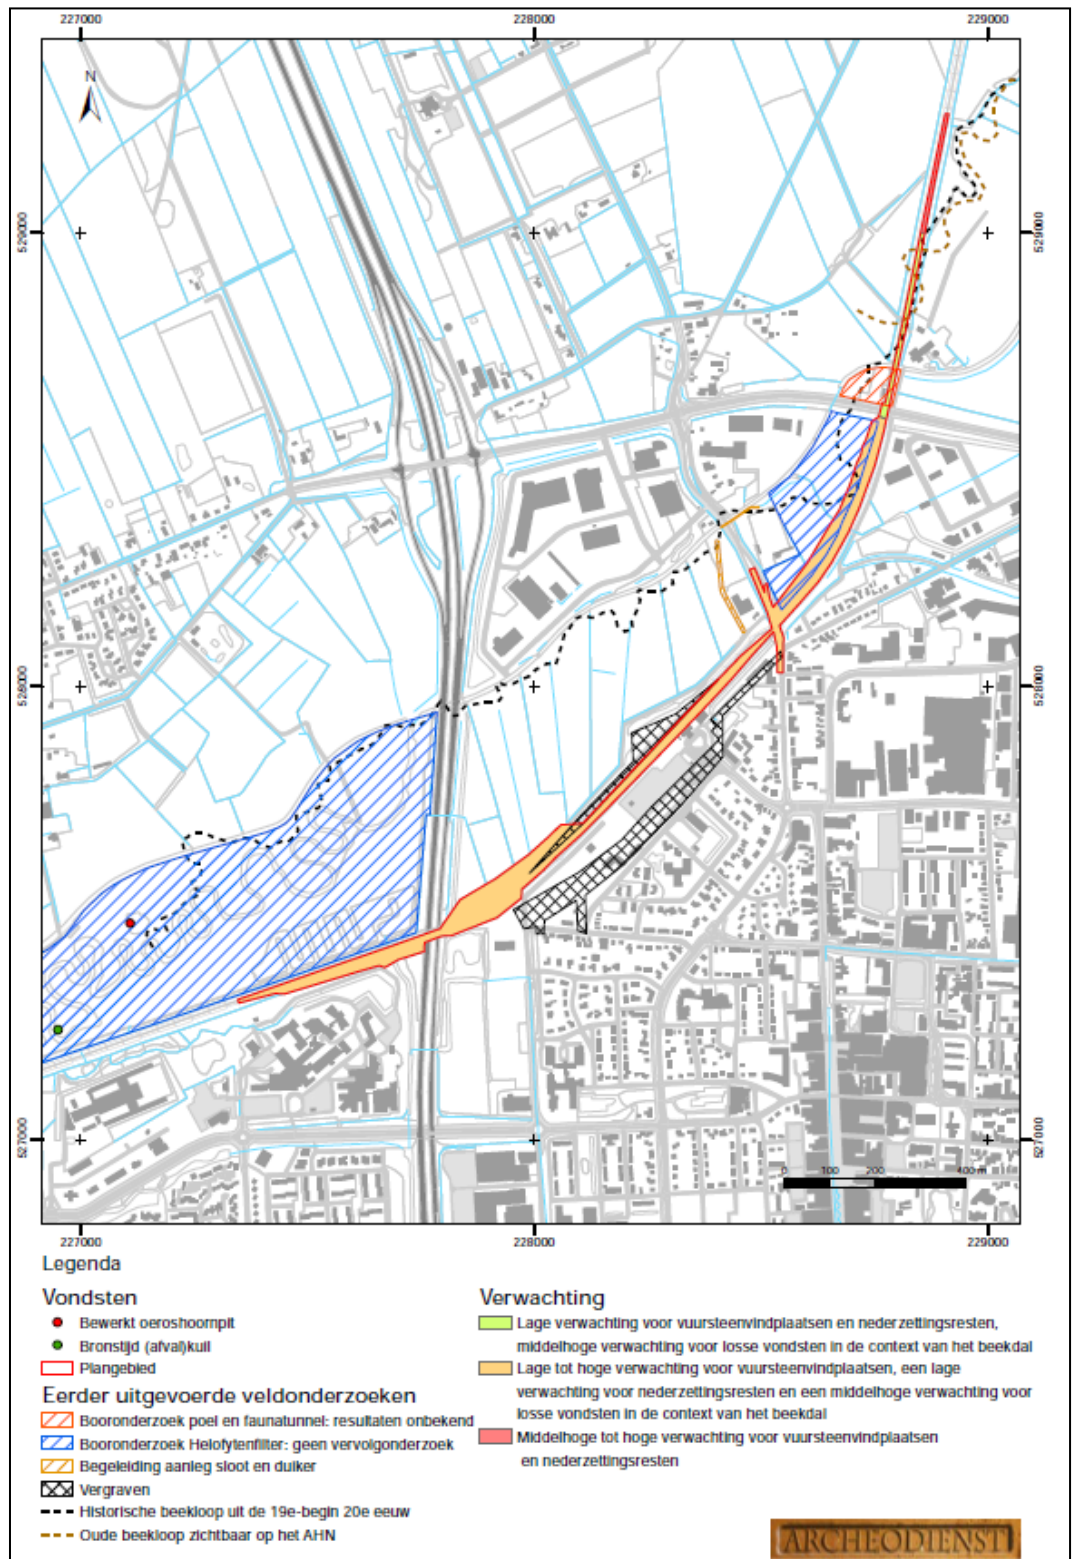 227000 228000 229000
N
529000 529000
528000 528000
527000 527000
0 100 200 400 m
227000 228000 229000
Legenda
Vondsten
Bewerkt oeroshoornpit
Bronstijd (afval)kuil
Plangebied
Eerder uitgevoerde veldonderzoeken
Booronderzoek poel en faunatunnel: resultaten onbekend
Booronderzoek Helofytenfilter: geen vervolgonderzoek
Begeleiding aanleg sloot en duiker
Vergraven
Historische beekloop uit de 19e-begin 20e eeuw
Oude beekloop zichtbaar op het AHN
Verwachting
Lage verwachting voor vuursteenvindplaatsen en nederzettingsresten,
middelhoge verwachting voor losse vondsten in de context van het beekdal
Lage tot hoge verwachting voor vuursteenvindplaatsen, een lage
verwachting voor nederzettingsresten en een middelhoge verwachting voor
losse vondsten in de context van het beekdal
Middelhoge tot hoge verwachting voor vuursteenvindplaatsen
en nederzettingsresten
ARCHEODIENST